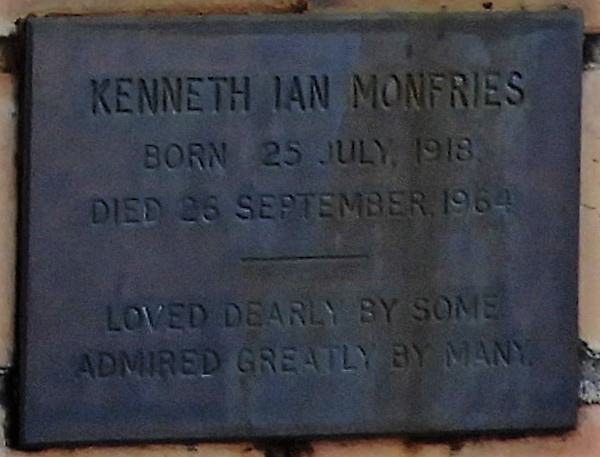 KENNETH IAN MONFRIES
BORN 25 JULY, 1918.
DIED 26 SEPTEMBER, 1964
LOVED DEARLY BY SOME
ADMIRED GREATLY BY MANY.